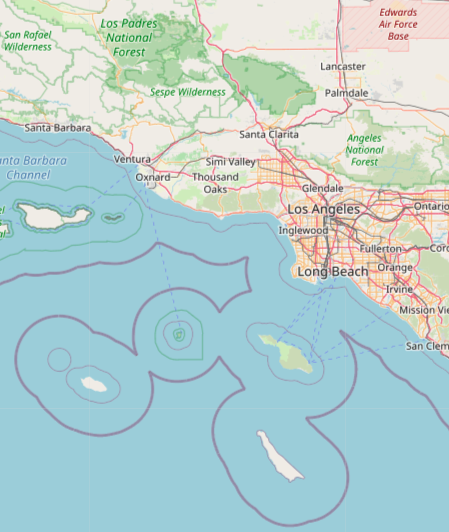 Edwards
Air Force
Base
Los Padres
National
Forest
San Rafael
Wilderness
Lancaster
Sespe Wilderness
Palmdale
Santa Barbara
Santa Clarita
Angeles
National
Forest
anta Barbara
Channel
Ventura
Simi Valley
Oxnard
Thousand
Oaks
Glendale
Los Angeles
Ontario
Inglewood
Fullerton
Cor
Long Beach
Orange
Irvine
Mission Vie
San Clem